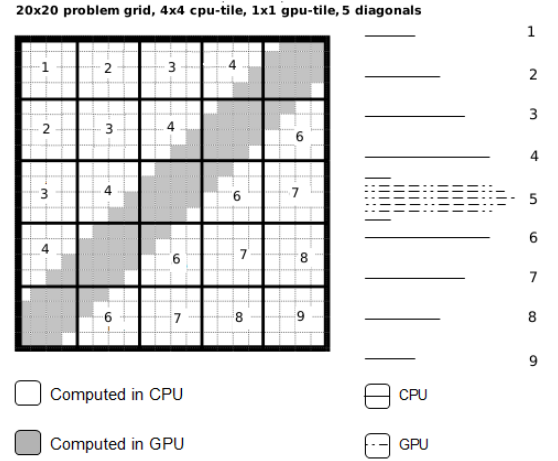 20x20 problem grid, 4x4 cpu-tile, 1x1 gpu-tile, 5 diagonals
1 2 3 4
2 3 4 6
3 4 6 7
4 6 7 8
6 7 8 9
1
2
3
4
5
6
7
8
9
Computed in CPU
CPU
Computed in GPU
GPU